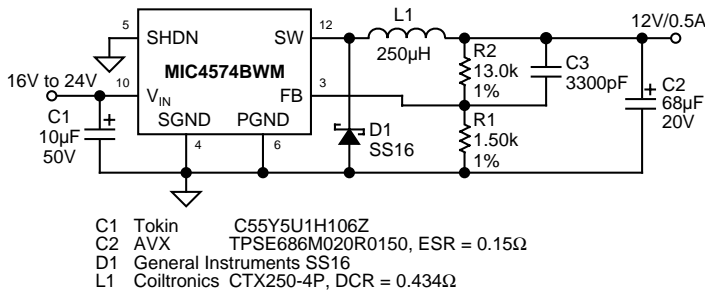 L1
250µH
12V/0.5A
5
SHDN
SW
12
MIC4574BWM
16V to 24V
10
VIN
FB
3
SGND
PGND
4
6
C1
10µF
50V
+
D1
SS16
R2
13.0k
1%
R1
1.50k
1%
C3
3300pF
+
C2
68µF
20V
C1 Tokin C55Y5U1H106Z
C2 AVX TPSE686M020R0150, ESR = 0.15Ω
D1 General Instruments SS16
L1 Coiltronics CTX250-4P, DCR = 0.434Ω